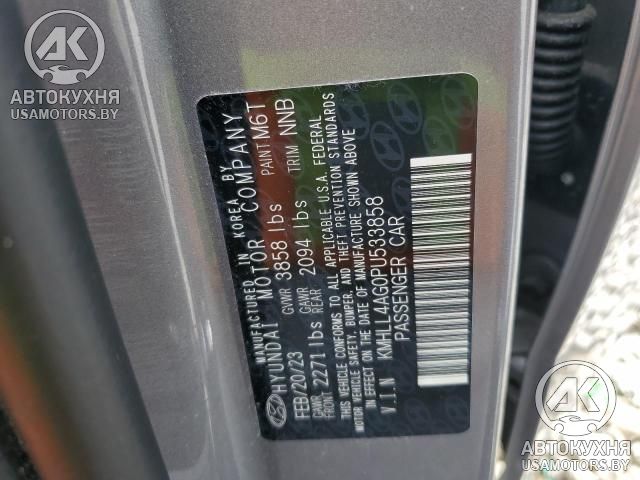 AK
АВТОКУХНЯ
USAMOTORS.BY
MANUFACTURED IN KOREA BY
HYUNDAI MOTOR COMPANY
FEB/20/23 GVWR 3858 lbs PAINT M6T
GAWR FRONT 2271 lbs GAWR REAR 2094 lbs TRIM NNB
THIS VEHICLE CONFORMS TO ALL APPLICABLE U.S.A. FEDERAL
MOTOR VEHICLE SAFETY, BUMPER, AND THEFT PREVENTION STANDARDS
IN EFFECT ON THE DATE OF MANUFACTURE SHOWN ABOVE
V I N KMHLL4AG0PU533858
PASSENGER CAR
AK
АВТОКУХНЯ
USAMOTORS.BY